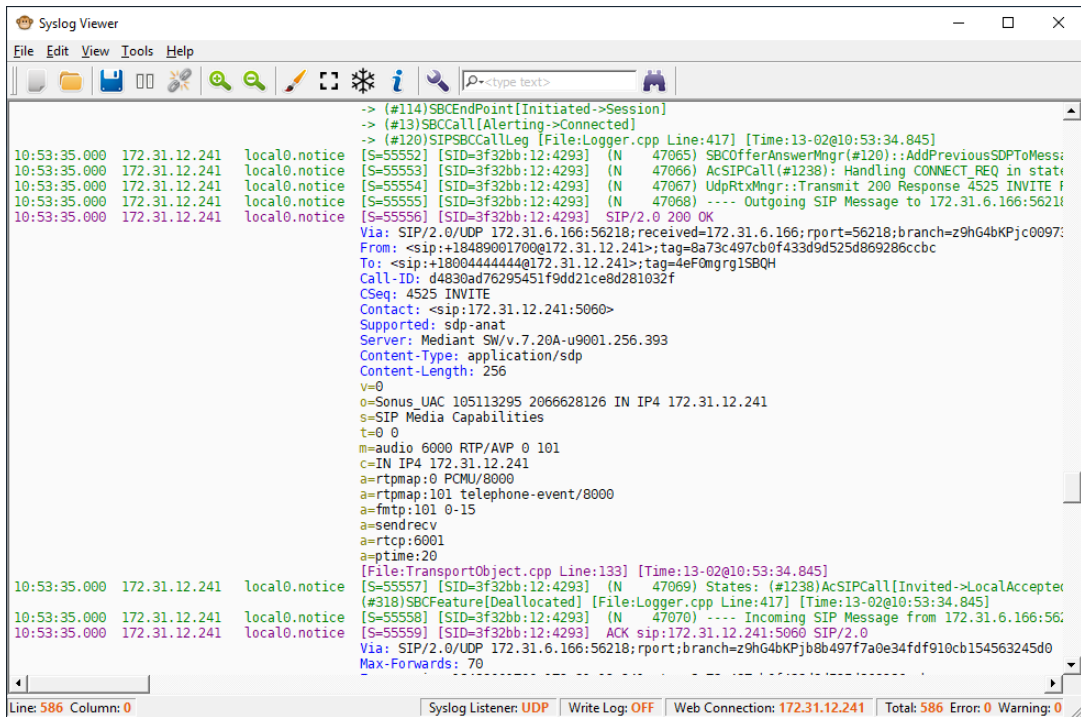 Syslog Viewer
File Edit View Tools Help
<type text>
-> (#114)SBCEndPoint[Initiated->Session]
-> (#13)SBCCall[Alerting->Connected]
-> (#120)SIPSBCCallLeg [File:Logger.cpp Line:417] [Time:13-02@10:53:34.845]
10:53:35.000 172.31.12.241 local0.notice [S=55552] [SID=3f32bb:12:4293] (N 47065) SBCOfferAnswerMngr(#120)::AddPreviousSDPToMessa
10:53:35.000 172.31.12.241 local0.notice [S=55553] [SID=3f32bb:12:4293] (N 47066) AcSIPCall(#1238): Handling CONNECT_REQ in state
10:53:35.000 172.31.12.241 local0.notice [S=55554] [SID=3f32bb:12:4293] (N 47067) UdpRtxMngr::Transmit 200 Response 4525 INVITE R
10:53:35.000 172.31.12.241 local0.notice [S=55555] [SID=3f32bb:12:4293] (N 47068) ---- Outgoing SIP Message to 172.31.6.166:56218
10:53:35.000 172.31.12.241 local0.notice [S=55556] [SID=3f32bb:12:4293] SIP/2.0 200 OK
Via: SIP/2.0/UDP 172.31.6.166:56218;received=172.31.6.166;rport=56218;branch=z9hG4bKPjc00973
From: <sip:+18489001700@172.31.12.241>;tag=8a73c497cb0f433d9d525d869286ccbc
To: <sip:+18004444444@172.31.12.241>;tag=4eF0mgrg1SBQH
Call-ID: d4830ad76295451f9dd21ce8d281032f
CSeq: 4525 INVITE
Contact: <sip:172.31.12.241:5060>
Supported: sdp-anat
Server: Mediant SW/v.7.20A-u9001.256.393
Content-Type: application/sdp
Content-Length: 256
v=0
o=Sonus_UAC 105113295 2066628126 IN IP4 172.31.12.241
s=SIP Media Capabilities
t=0 0
m=audio 6000 RTP/AVP 0 101
c=IN IP4 172.31.12.241
a=rtpmap:0 PCMU/8000
a=rtpmap:101 telephone-event/8000
a=fmtp:101 0-15
a=sendrecv
a=rtcp:6001
a=ptime:20
[File:TransportObject.cpp Line:133] [Time:13-02@10:53:34.845]
10:53:35.000 172.31.12.241 local0.notice [S=55557] [SID=3f32bb:12:4293] (N 47069) States: (#1238)AcSIPCall[Invited->LocalAccepted
(#318)SBCFeature[Deallocated] [File:Logger.cpp Line:417] [Time:13-02@10:53:34.845]
10:53:35.000 172.31.12.241 local0.notice [S=55558] [SID=3f32bb:12:4293] (N 47070) ---- Incoming SIP Message from 172.31.6.166:562
10:53:35.000 172.31.12.241 local0.notice [S=55559] [SID=3f32bb:12:4293] ACK sip:172.31.12.241:5060 SIP/2.0
Via: SIP/2.0/UDP 172.31.6.166:56218;rport;branch=z9hG4bKPjb8b497f7a0e34fdf910cb154563245d0
Max-Forwards: 70
Line: 586 Column: 0 Syslog Listener: UDP Write Log: OFF Web Connection: 172.31.12.241 Total: 586 Error: 0 Warning: 0